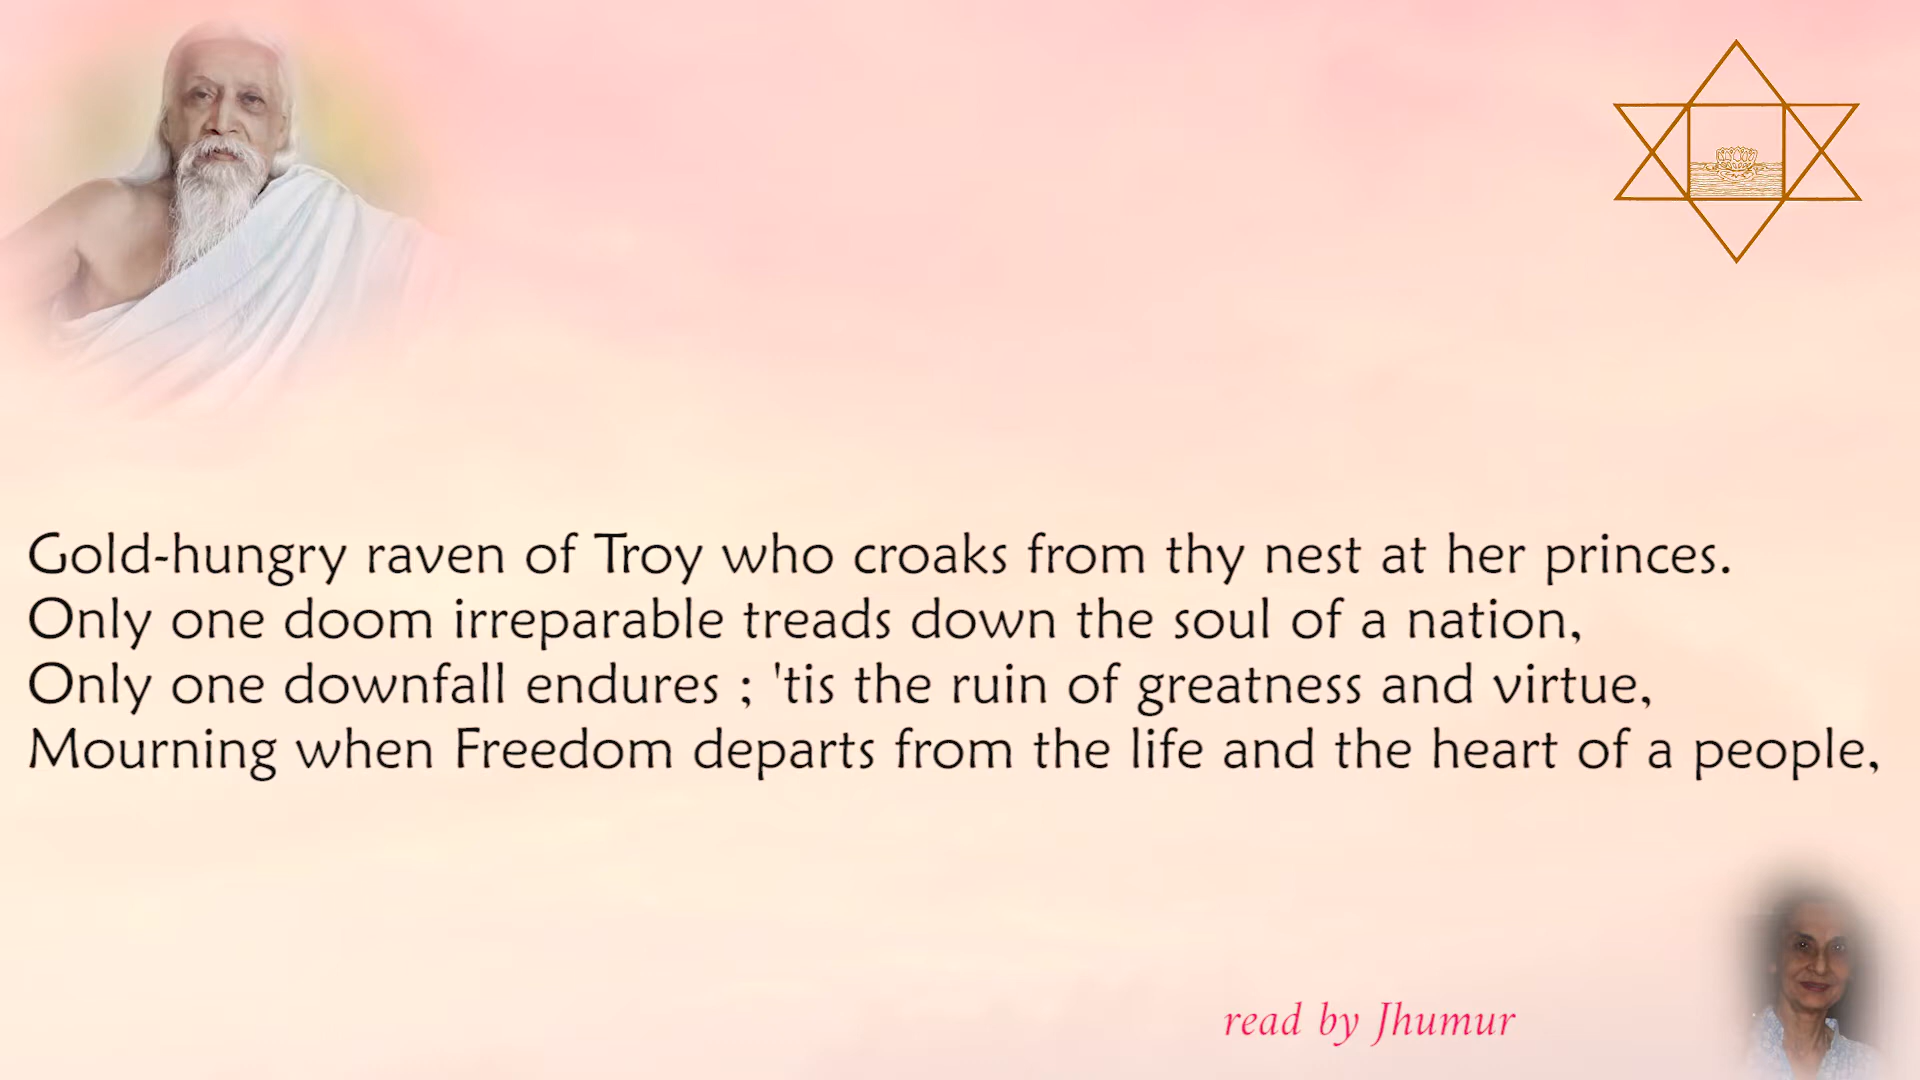 Gold-hungry raven of Troy who croaks from thy nest at her princes.
Only one doom irreparable treads down the soul of a nation,
Only one downfall endures ; 'tis the ruin of greatness and virtue,
Mourning when Freedom departs from the life and the heart of a people,
read by Jhumur